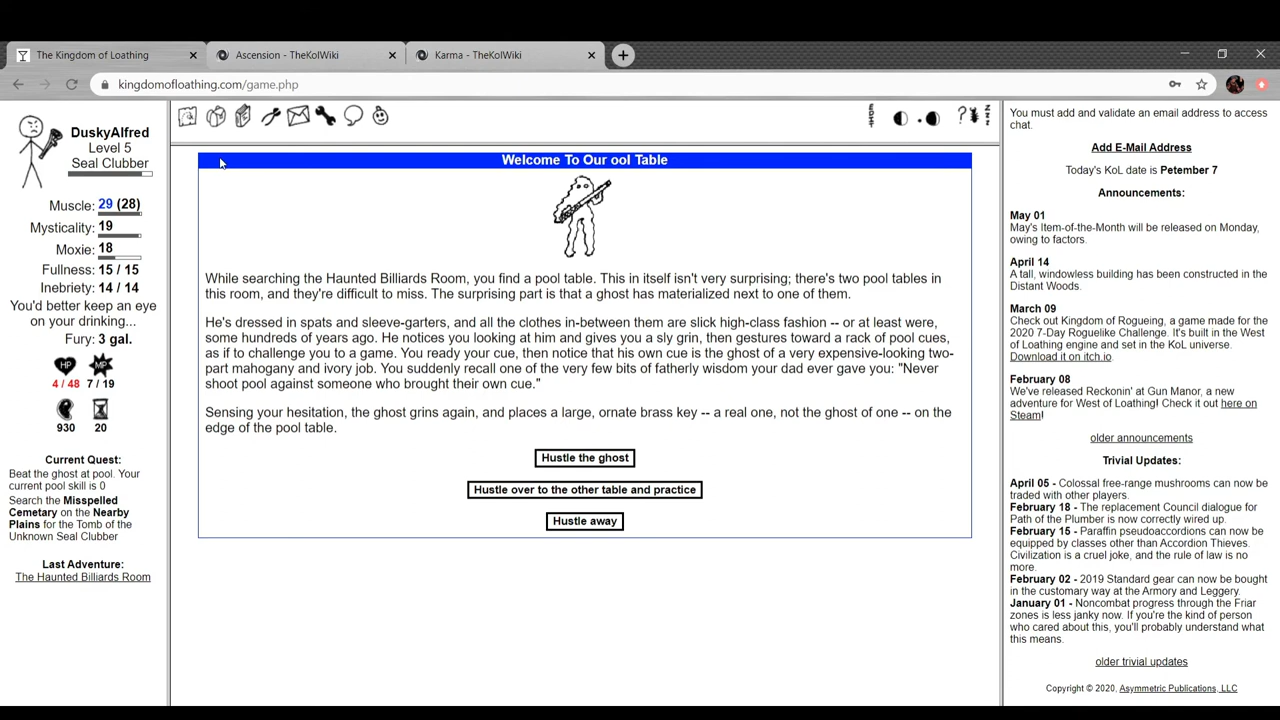 The Kingdom of Loathing
Ascension - TheKolWiki
Karma - TheKolWiki
kingdomofloathing.com/game.php
DuskyAlfred
Level 5
Seal Clubber
Muscle: 29 (28)
Mysticality: 19
Moxie: 18
Fullness: 15 / 15
Inebriety: 14 / 14
You'd better keep an eye
on your drinking...
Fury: 3 gal.
HP MP
4 / 48 7 / 19
930 20
Current Quest:
Beat the ghost at pool. Your
current pool skill is 0
Search the Misspelled
Cemetary on the Nearby
Plains for the Tomb of the
Unknown Seal Clubber
Last Adventure:
The Haunted Billiards Room
EDIT
? ZZZ
Welcome To Our ool Table
While searching the Haunted Billiards Room, you find a pool table. This in itself isn't very surprising; there's two pool tables in
this room, and they're difficult to miss. The surprising part is that a ghost has materialized next to one of them.
He's dressed in spats and sleeve-garters, and all the clothes in-between them are slick high-class fashion -- or at least were,
some hundreds of years ago. He notices you looking at him and gives you a sly grin, then gestures toward a rack of pool cues,
as if to challenge you to a game. You ready your cue, then notice that his own cue is the ghost of a very expensive-looking two-
part mahogany and ivory job. You suddenly recall one of the very few bits of fatherly wisdom your dad ever gave you: "Never
shoot pool against someone who brought their own cue."
Sensing your hesitation, the ghost grins again, and places a large, ornate brass key -- a real one, not the ghost of one -- on the
edge of the pool table.
Hustle the ghost
Hustle over to the other table and practice
Hustle away
You must add and validate an email address to access
chat.
Add E-Mail Address
Today's KoL date is Petember 7
Announcements:
May 01
May's Item-of-the-Month will be released on Monday,
owing to factors.
April 14
A tall, windowless building has been constructed in the
Distant Woods.
March 09
Check out Kingdom of Rogueing, a game made for the
2020 7-Day Roguelike Challenge. It's built in the West
of Loathing engine and set in the KoL universe.
Download it on itch.io.
February 08
We've released Reckonin' at Gun Manor, a new
adventure for West of Loathing! Check it out here on
Steam!
older announcements
Trivial Updates:
April 05 - Colossal free-range mushrooms can now be
traded with other players.
February 18 - The replacement Council dialogue for
Path of the Plumber is now correctly wired up.
February 15 - Paraffin pseudoaccordions can now be
equipped by classes other than Accordion Thieves.
Civilization is a cruel joke, and the rule of law is no
more.
February 02 - 2019 Standard gear can now be bought
in the customary way at the Armory and Leggery.
January 01 - Noncombat progress through the Friar
zones is less janky now. If you're the kind of person
who cared about this, you'll probably understand what
this means.
older trivial updates
Copyright © 2020, Asymmetric Publications, LLC